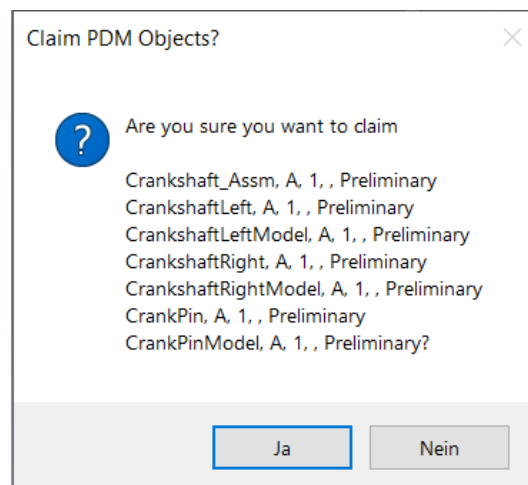 Claim PDM Objects?
?
Are you sure you want to claim
Crankshaft_Assm, A, 1, , Preliminary
CrankshaftLeft, A, 1, , Preliminary
CrankshaftLeftModel, A, 1, , Preliminary
CrankshaftRight, A, 1, , Preliminary
CrankshaftRightModel, A, 1, , Preliminary
CrankPin, A, 1, , Preliminary
CrankPinModel, A, 1, , Preliminary?
Ja Nein